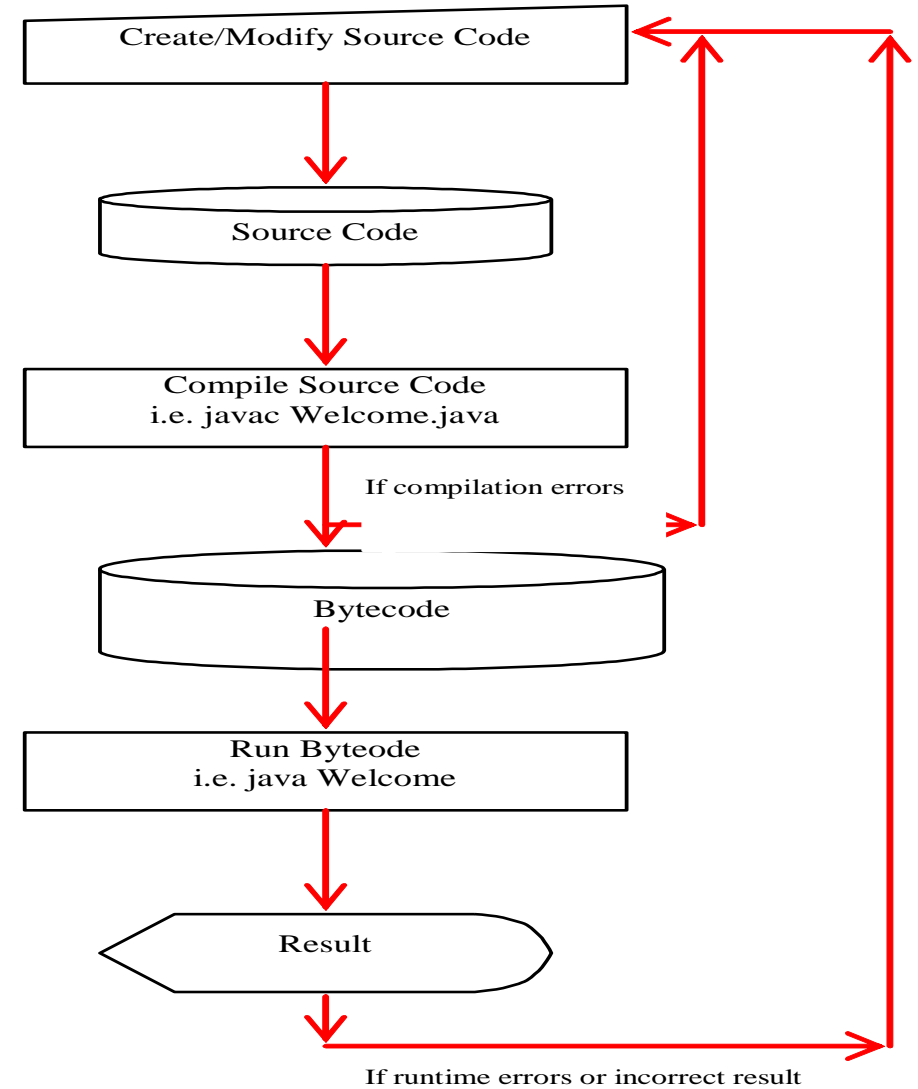 Create/Modify Source Code
Source Code
Compile Source Code
i.e. javac Welcome.java
If compilation errors
Bytecode
Run Byteode
i.e. java Welcome
Result
If runtime errors or incorrect result